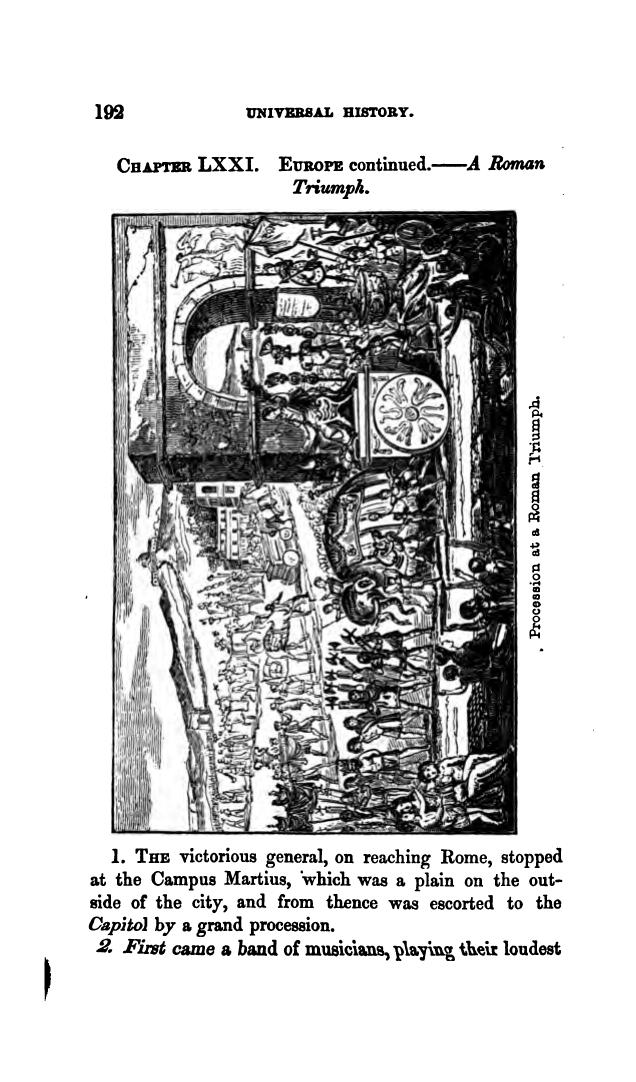 192
UNIVERSAL HISTORY.
CHAPTER LXXI. EUROPE continued.——A Roman
Triumph.
Procession at a Roman Triumph.
1. THE victorious general, on reaching Rome, stopped
at the Campus Martius, which was a plain on the out-
side of the city, and from thence was escorted to the
Capitol by a grand procession.
2. First came a band of musicians, playing their loudest